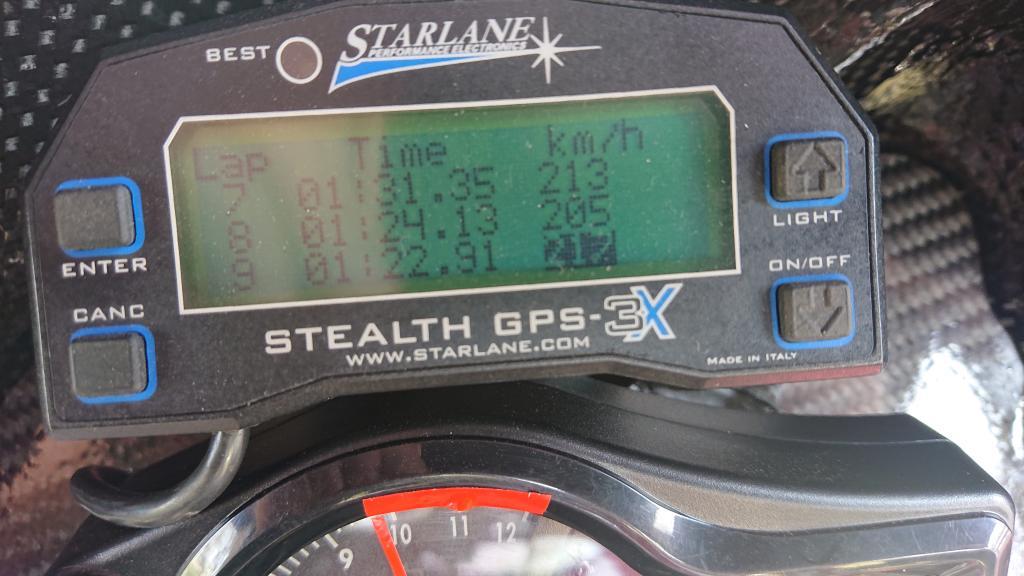 BEST
STARLANE
PERFORMANCE ELECTRONICS
Lap Time km/h
7 01:31.35 213
8 01:24.13 205
9 01:22.91
LIGHT
ENTER
ON/OFF
CANC
STEALTH GPS-3X
WWW.STARLANE.COM
MADE IN ITALY
9 10 11 12